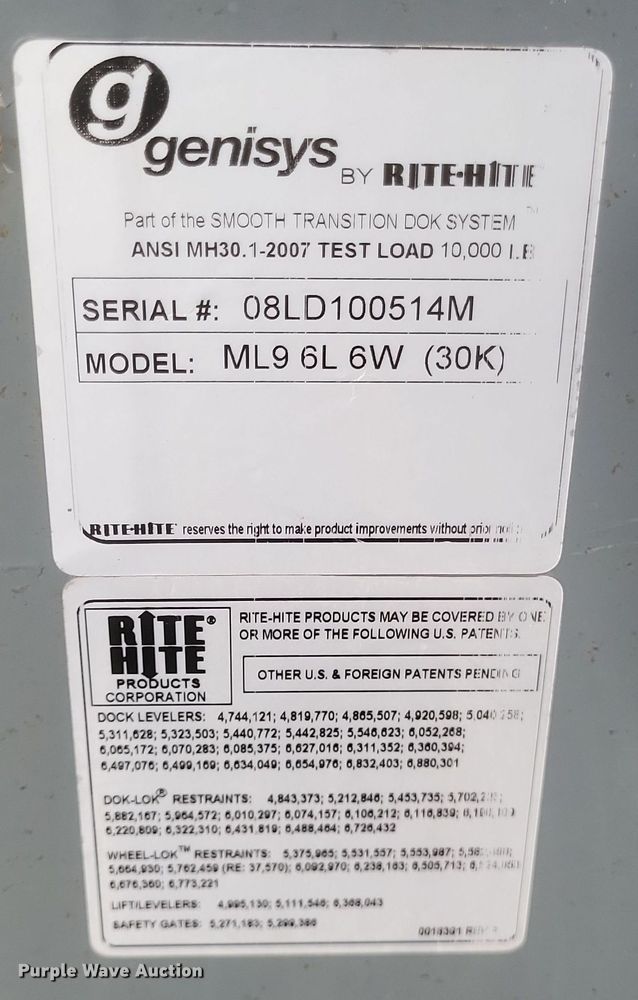 g
genisys
BY RITE-HITE
Part of the SMOOTH TRANSITION DOK SYSTEM ™
ANSI MH30.1-2007 TEST LOAD 10,000 LB
SERIAL #: 08LD100514M
MODEL: ML9 6L 6W (30K)
RITE-HITE reserves the right to make product improvements without prior
RITE HITE®
PRODUCTS
CORPORATION
RITE-HITE PRODUCTS MAY BE COVERED BY ONE
OR MORE OF THE FOLLOWING U.S. PATENTS.
OTHER U.S. & FOREIGN PATENTS PENDING
DOCK LEVELERS: 4,744,121; 4,819,770; 4,865,507; 4,920,598; 5,040,258;
5,311,628; 5,323,503; 5,440,772; 5,442,825; 5,546,623; 6,052,268;
6,065,172; 6,070,283; 6,085,375; 6,627,016; 6,311,352; 6,360,394;
6,497,076; 6,499,169; 6,634,049; 6,654,976; 6,832,403; 6,880,301
DOK-LOK® RESTRAINTS: 4,843,373; 5,212,846; 5,453,735;
5,882,167; 5,964,572; 6,010,297; 6,074,157; 6,106,212; 6,116,839;
6,220,809; 6,322,310; 6,431,819; 6,488,464; 6,726,432
WHEEL-LOK™ RESTRAINTS: 5,375,965; 5,531,557; 5,553,987;
5,664,930; 5,762,459 (RE: 37,570); 6,092,970; 6,238,163; 6,505,713;
6,676,360; 6,773,221
LIFT/LEVELERS: 4,995,130; 5,111,546; 6,368,043
SAFETY GATES: 5,271,183; 5,299,386
Purple Wave Auction